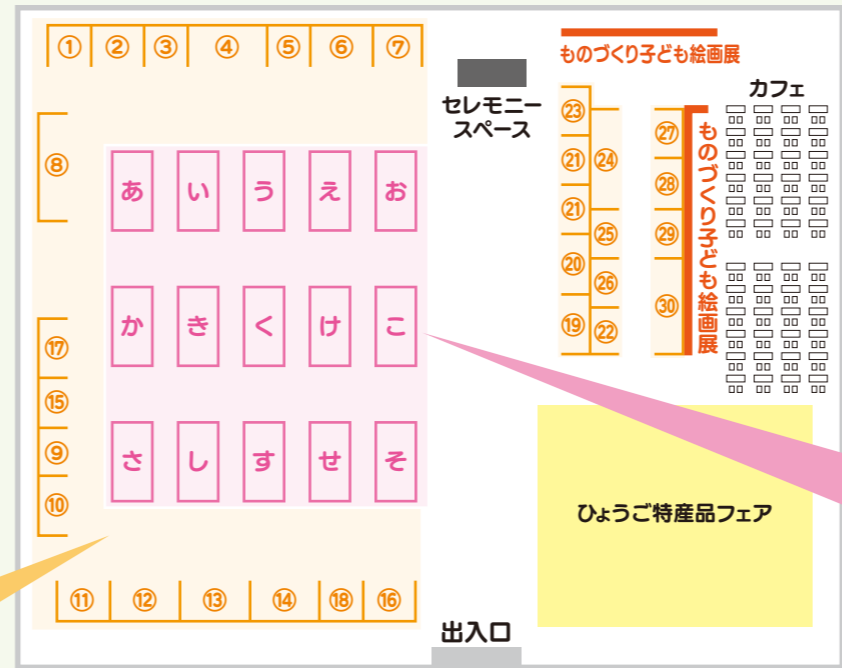 ① ② ③ ④ ⑤ ⑥ ⑦
ものづくり子ども絵画展
セレモニー
スペース
カフェ
⑧
あ い う え お
か き く け こ
さ し す せ そ
⑰
⑮
⑨
⑩
⑪ ⑫ ⑬ ⑭ ⑱ ⑯
㉓
㉑
㉑
⑳
⑲
㉔
㉕
㉖
㉒
㉗
㉘
㉙
㉚
ものづくり子ども絵画展
ひょうご特産品フェア
出入口